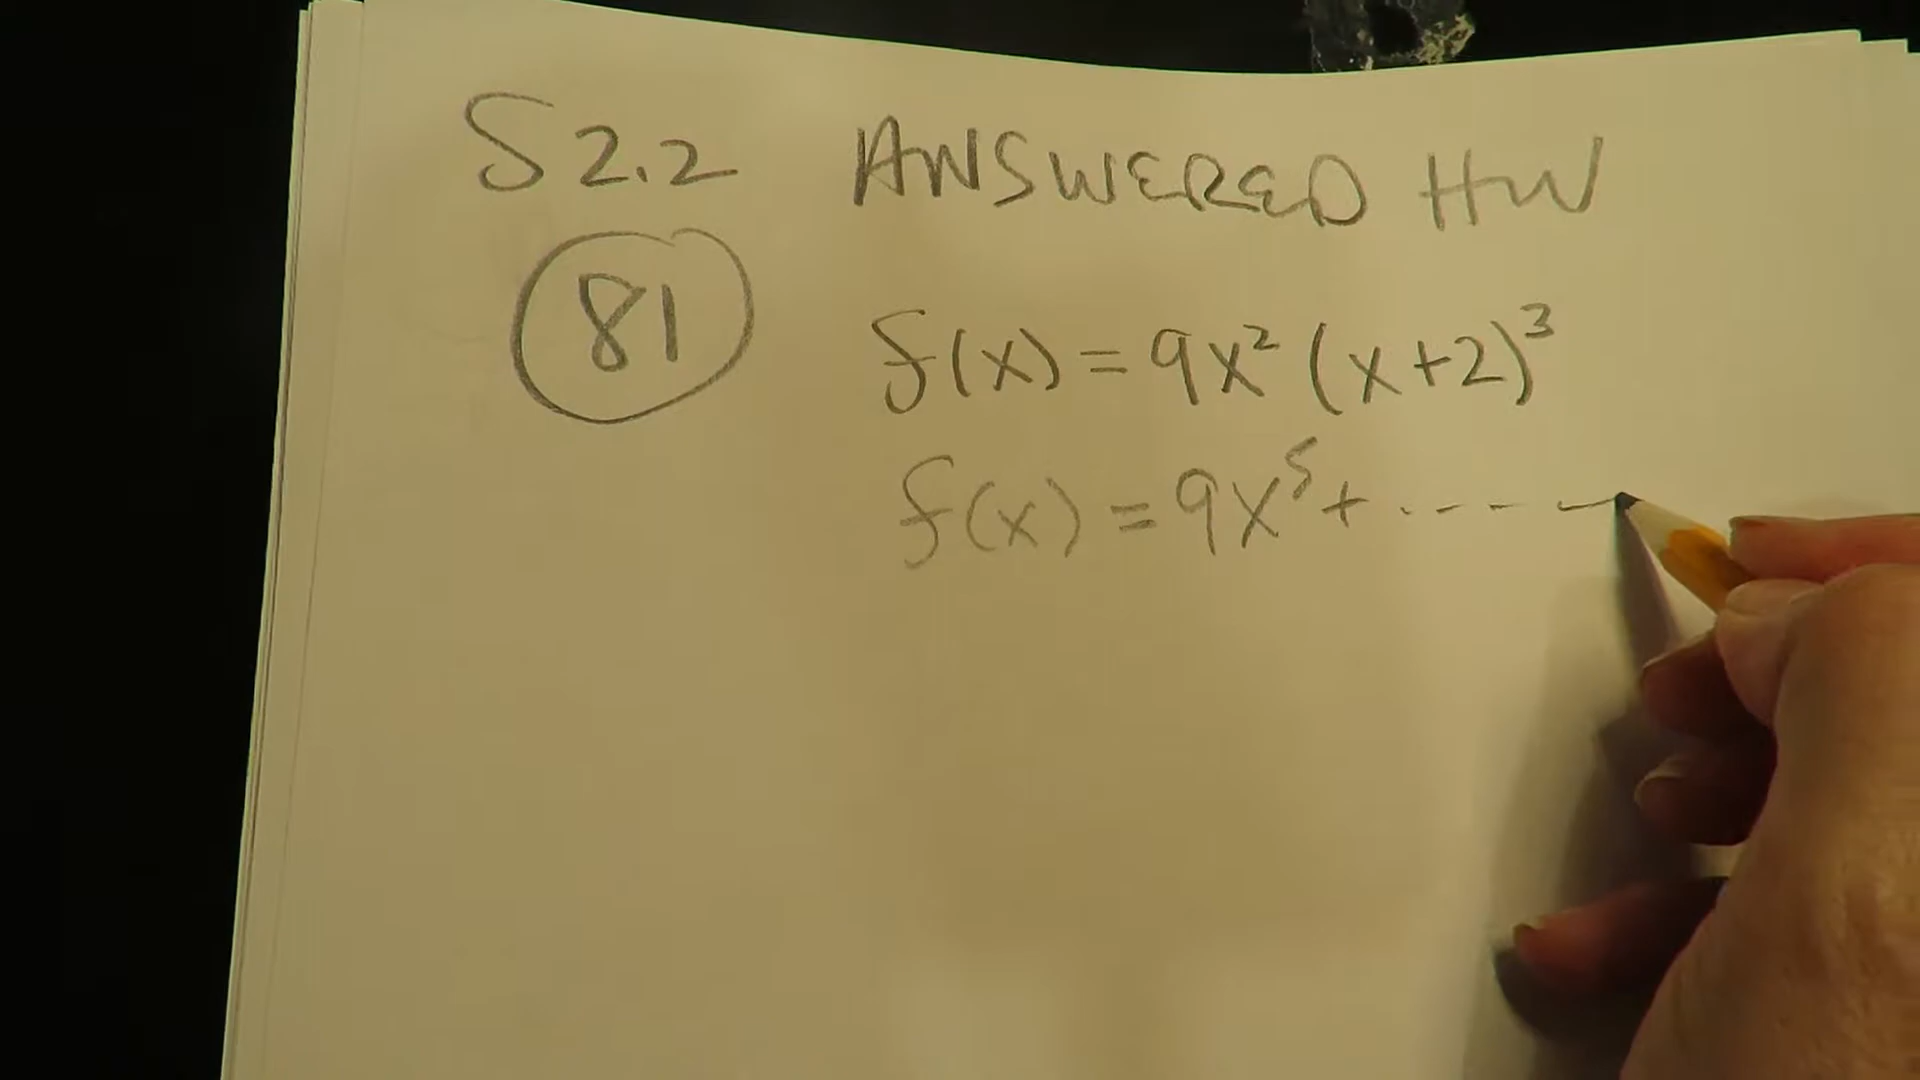 S 2.2 ANSWERED HW
81
f(x) = 9x² (x+2)³
f(x) = 9x⁵ + ......